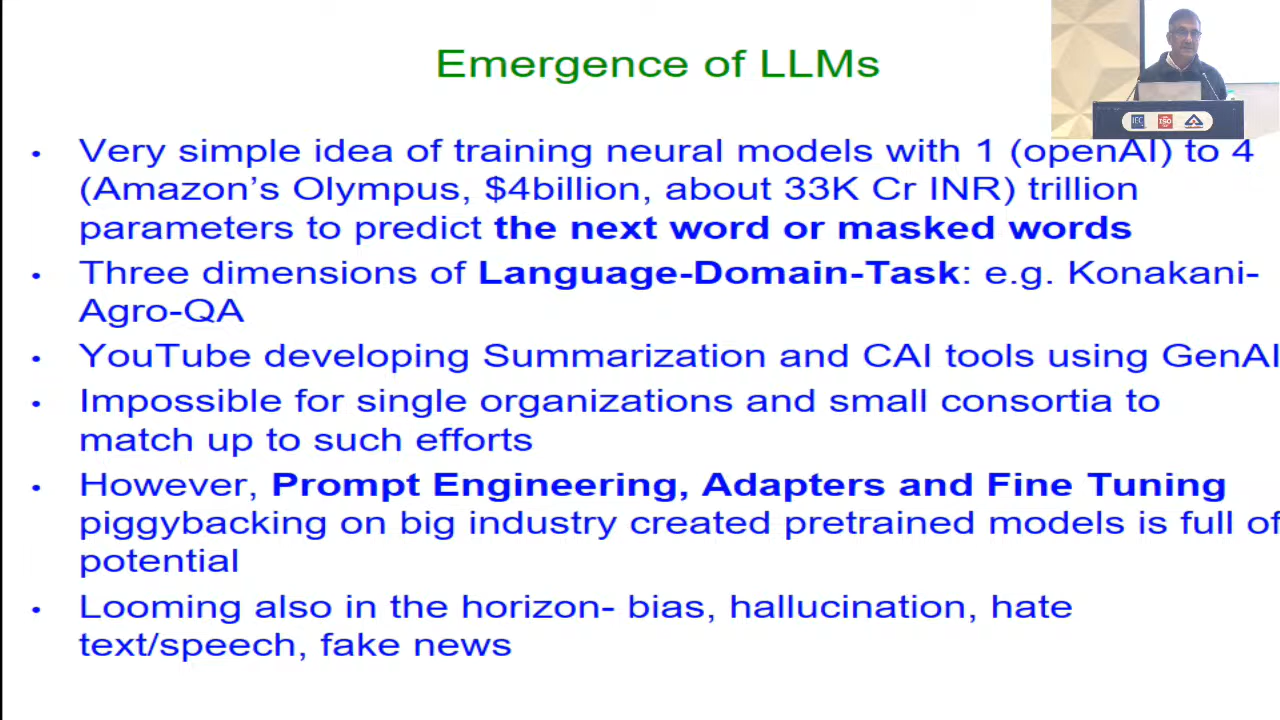 Emergence of LLMs
• Very simple idea of training neural models with 1 (openAI) to 4
(Amazon's Olympus, $4billion, about 33K Cr INR) trillion
parameters to predict the next word or masked words
• Three dimensions of Language-Domain-Task: e.g. Konakani-
Agro-QA
• YouTube developing Summarization and CAI tools using GenAI
• Impossible for single organizations and small consortia to
match up to such efforts
• However, Prompt Engineering, Adapters and Fine Tuning
piggybacking on big industry created pretrained models is full of
potential
• Looming also in the horizon- bias, hallucination, hate
text/speech, fake news
IEC ISO